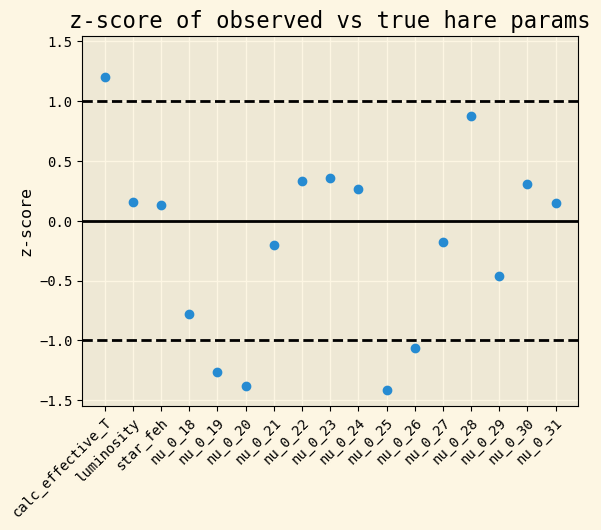 z-score of observed vs true hare params
z-score
1.5
1.0
0.5
0.0
−0.5
−1.0
−1.5
calc_effective_T
luminosity
star_feh
nu_0_18
nu_0_19
nu_0_20
nu_0_21
nu_0_22
nu_0_23
nu_0_24
nu_0_25
nu_0_26
nu_0_27
nu_0_28
nu_0_29
nu_0_30
nu_0_31